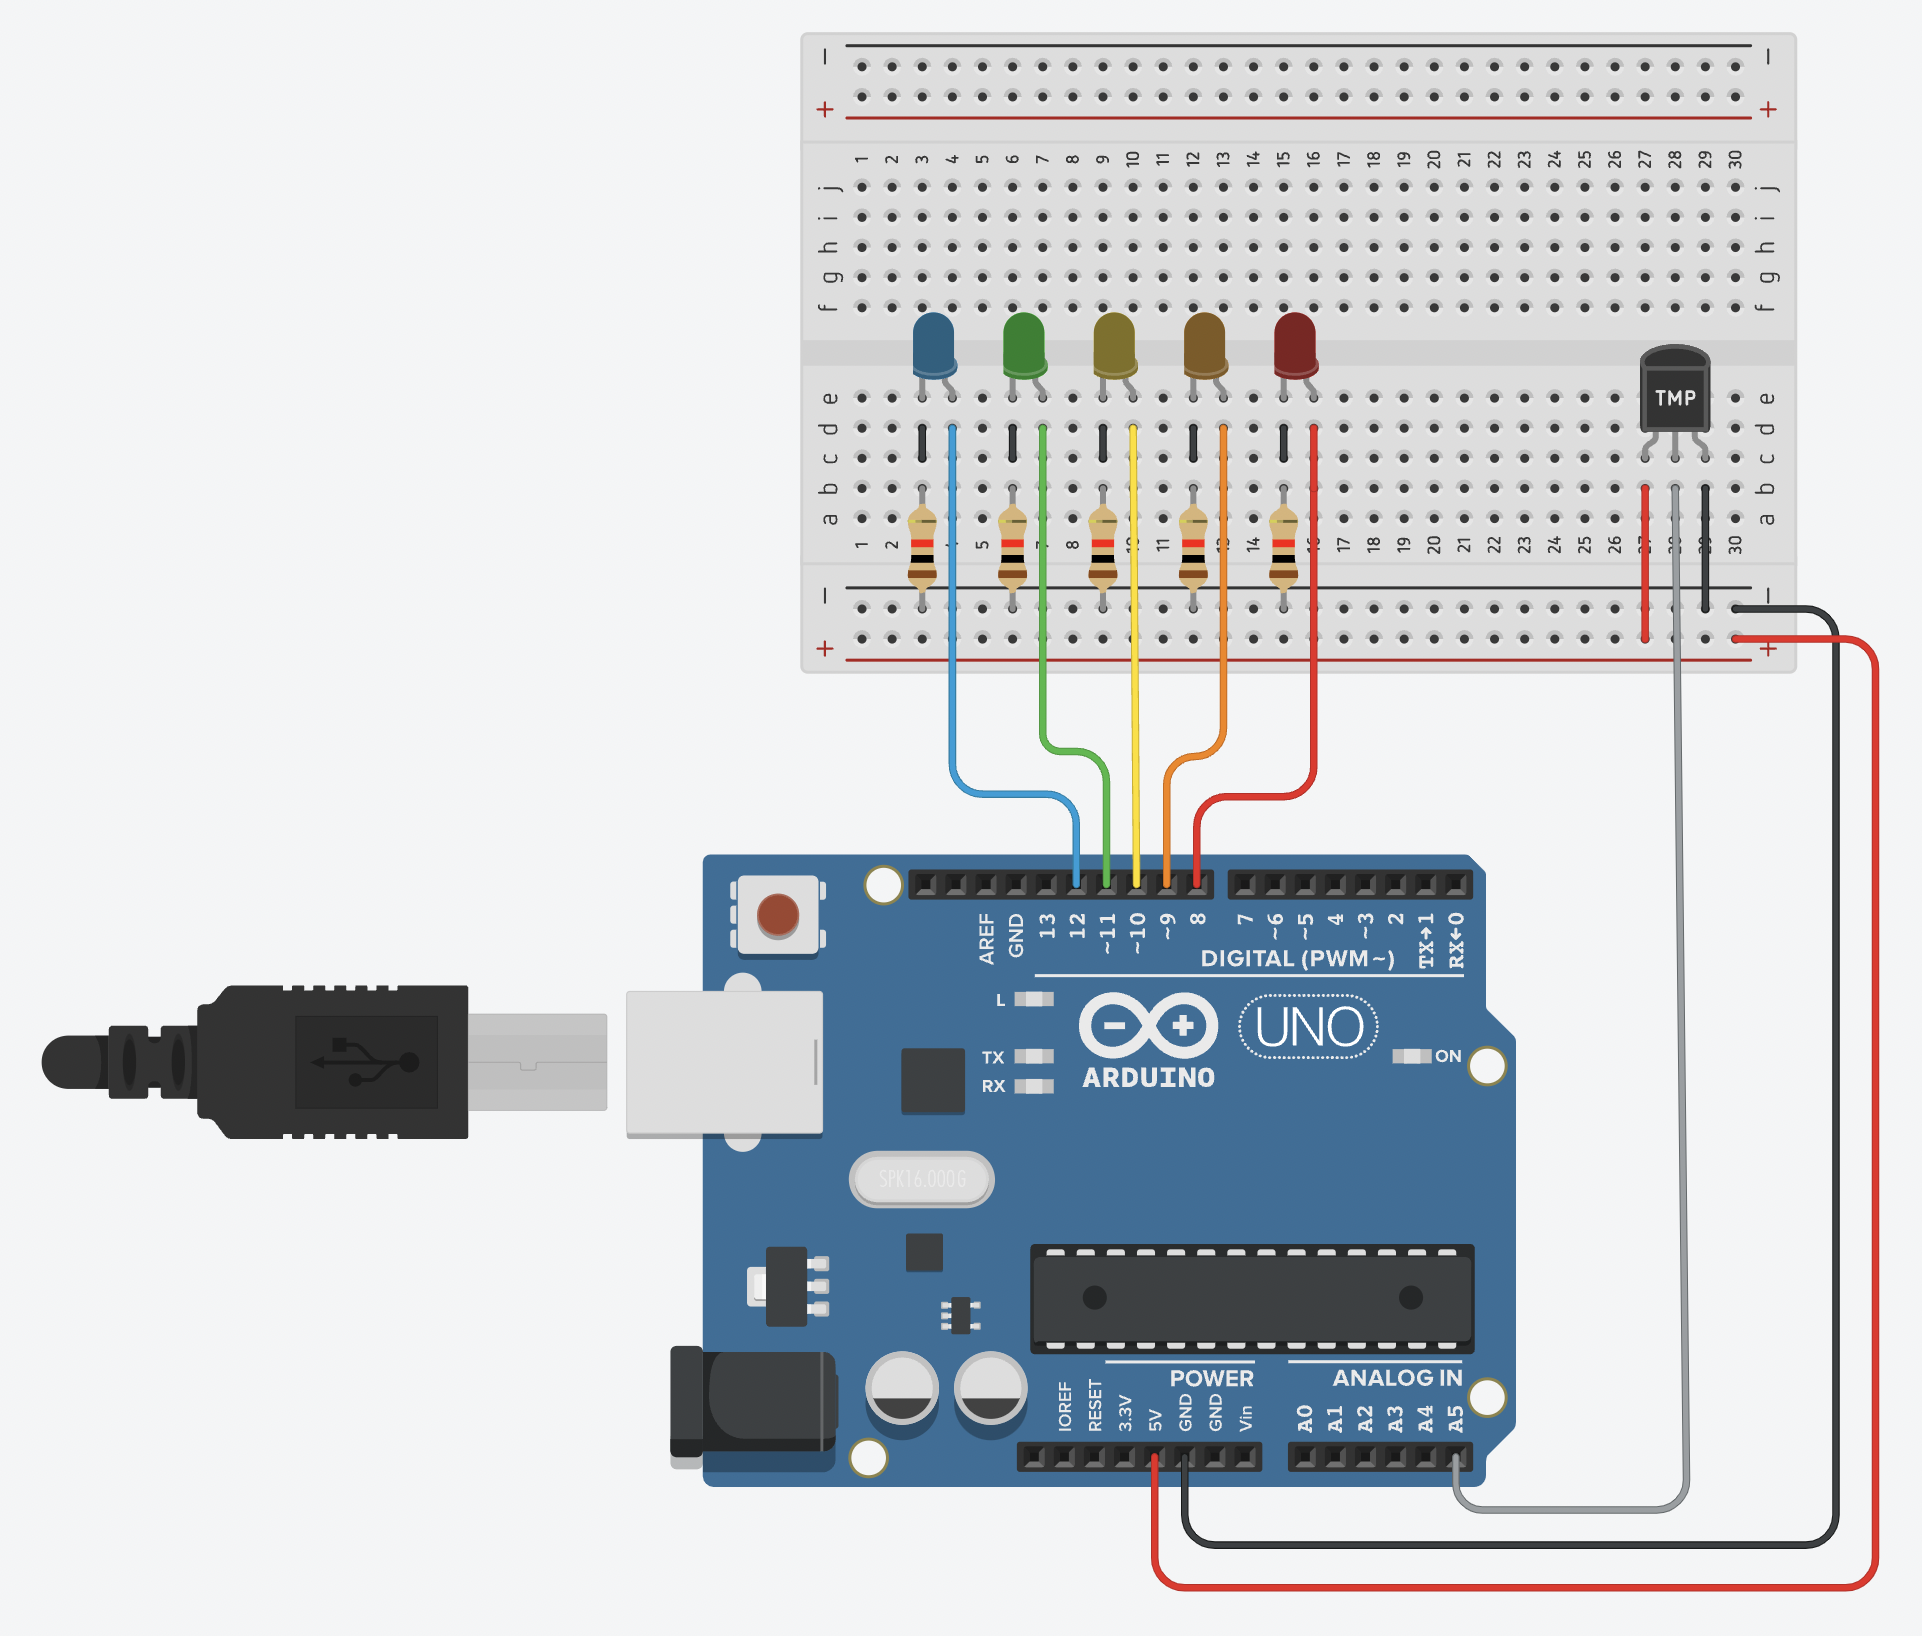 − −
+ +
1 2 3 4 5 6 7 8 9 10 11 12 13 14 15 16 17 18 19 20 21 22 23 24 25 26 27 28 29 30
j j
i i
h h
g g
f f
TMP
e e
d d
c c
b b
a a
1 2 5 8 11 14 17 18 19 20 21 22 23 24 25 26 30
− −
+ +
AREF GND 13 12 ~11 ~10 ~9 8 7 ~6 ~5 4 ~3 2 TX→1 RX←0
DIGITAL (PWM~)
L
UNO
TX
ON
ARDUINO
RX
SPK16.000G
POWER ANALOG IN
IOREF RESET 3.3V 5V GND GND Vin A0 A1 A2 A3 A4 A5